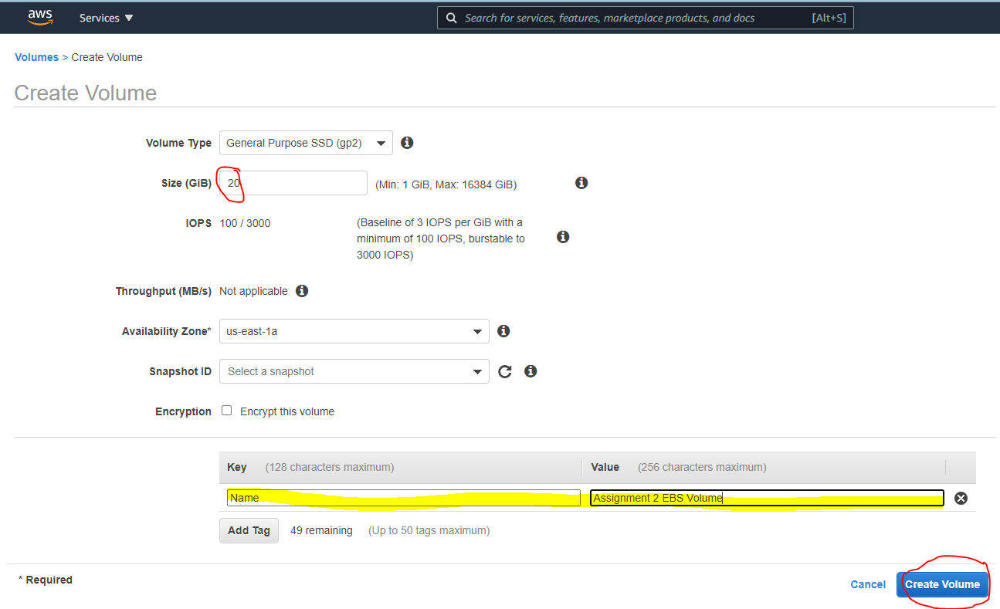 aws Services Search for services, features, marketplace products, and docs [Alt+S]
Volumes > Create Volume
Create Volume
Volume Type General Purpose SSD (gp2)
Size (GiB) 20 (Min: 1 GiB, Max: 16384 GiB)
IOPS 100 / 3000 (Baseline of 3 IOPS per GiB with a
minimum of 100 IOPS, burstable to
3000 IOPS)
Throughput (MB/s) Not applicable
Availability Zone* us-east-1a
Snapshot ID Select a snapshot
Encryption Encrypt this volume
Key (128 characters maximum) Value (256 characters maximum)
Name Assignment 2 EBS Volume
Add Tag 49 remaining (Up to 50 tags maximum)
* Required
Cancel Create Volume